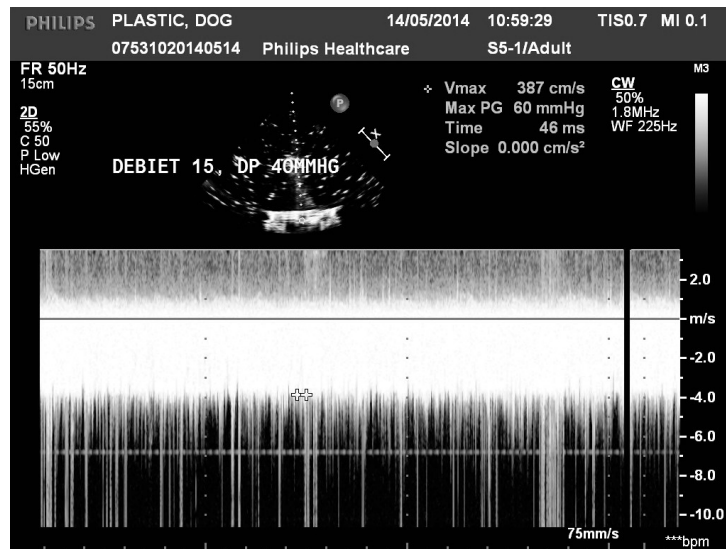 PHILIPS PLASTIC, DOG 14/05/2014 10:59:29 TIS0.7 MI 0.1
07531020140514 Philips Healthcare S5-1/Adult
FR 50Hz
15cm
2D
55%
C 50
P Low
HGen
P
X
DEBIET 15, DP 40MMHG
Vmax 387 cm/s
Max PG 60 mmHg
Time 46 ms
Slope 0.000 cm/s²
CW
50%
1.8MHz
WF 225Hz
M3
2.0
m/s
-2.0
-4.0
-6.0
-8.0
-10.0
75mm/s
***bpm